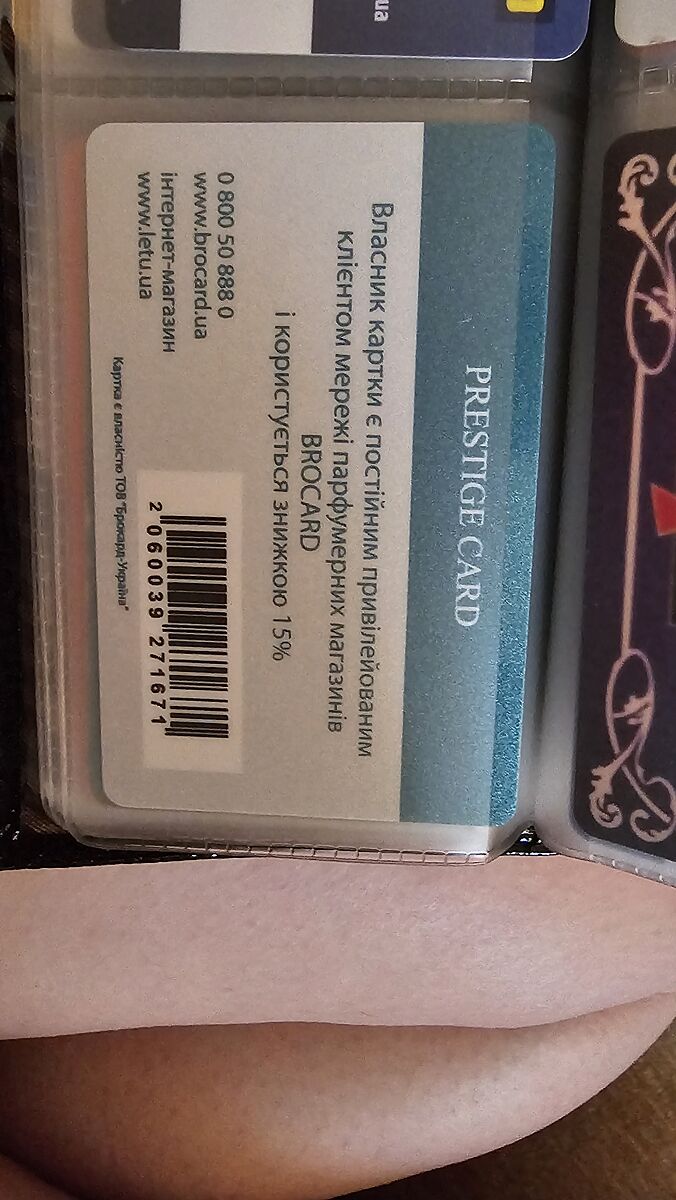 ua
PRESTIGE CARD
Власник картки є постійним привілейованим
клієнтом мережі парфумерних магазинів
BROCARD
і користується знижкою 15%
0 800 50 888 0
www.brocard.ua
інтернет-магазин
www.letu.ua
2 060039 271671
Картка є власністю ТОВ "Брокард-Україна"